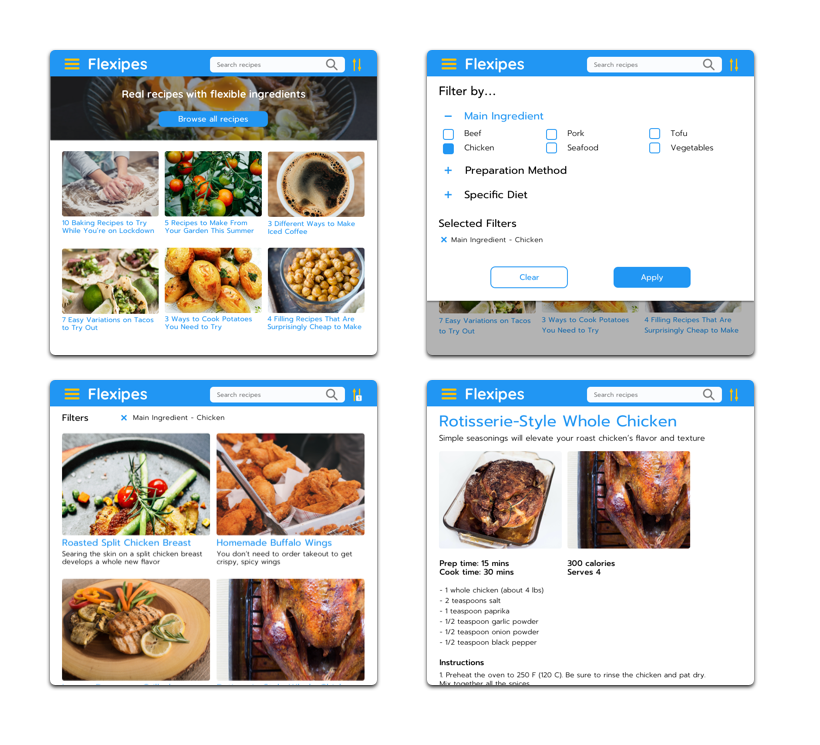 Flexipes
Search recipes
Real recipes with flexible ingredients
Browse all recipes
10 Baking Recipes to Try
While You're on Lockdown
5 Recipes to Make From
Your Garden This Summer
3 Different Ways to Make
Iced Coffee
7 Easy Variations on Tacos
to Try Out
3 Ways to Cook Potatoes
You Need to Try
4 Filling Recipes That Are
Surprisingly Cheap to Make
Flexipes
Search recipes
Filter by...
Main Ingredient
Beef
Pork
Tofu
Chicken
Seafood
Vegetables
Preparation Method
Specific Diet
Selected Filters
Main Ingredient - Chicken
Clear
Apply
7 Easy Variations on Tacos
to Try Out
3 Ways to Cook Potatoes
You Need to Try
4 Filling Recipes That Are
Surprisingly Cheap to Make
Flexipes
Search recipes
Filters
Main Ingredient - Chicken
Roasted Split Chicken Breast
Searing the skin on a split chicken breast
develops a whole new flavor
Homemade Buffalo Wings
You don't need to order takeout to get
crispy, spicy wings
Flexipes
Search recipes
Rotisserie-Style Whole Chicken
Simple seasonings will elevate your roast chicken's flavor and texture
Prep time: 15 mins
Cook time: 30 mins
300 calories
Serves 4
- 1 whole chicken (about 4 lbs)
- 2 teaspoons salt
- 1 teaspoon paprika
- 1/2 teaspoon garlic powder
- 1/2 teaspoon onion powder
- 1/2 teaspoon black pepper
Instructions
1. Preheat the oven to 250 F (120 C). Be sure to rinse the chicken and pat dry.
Mix together all the spices